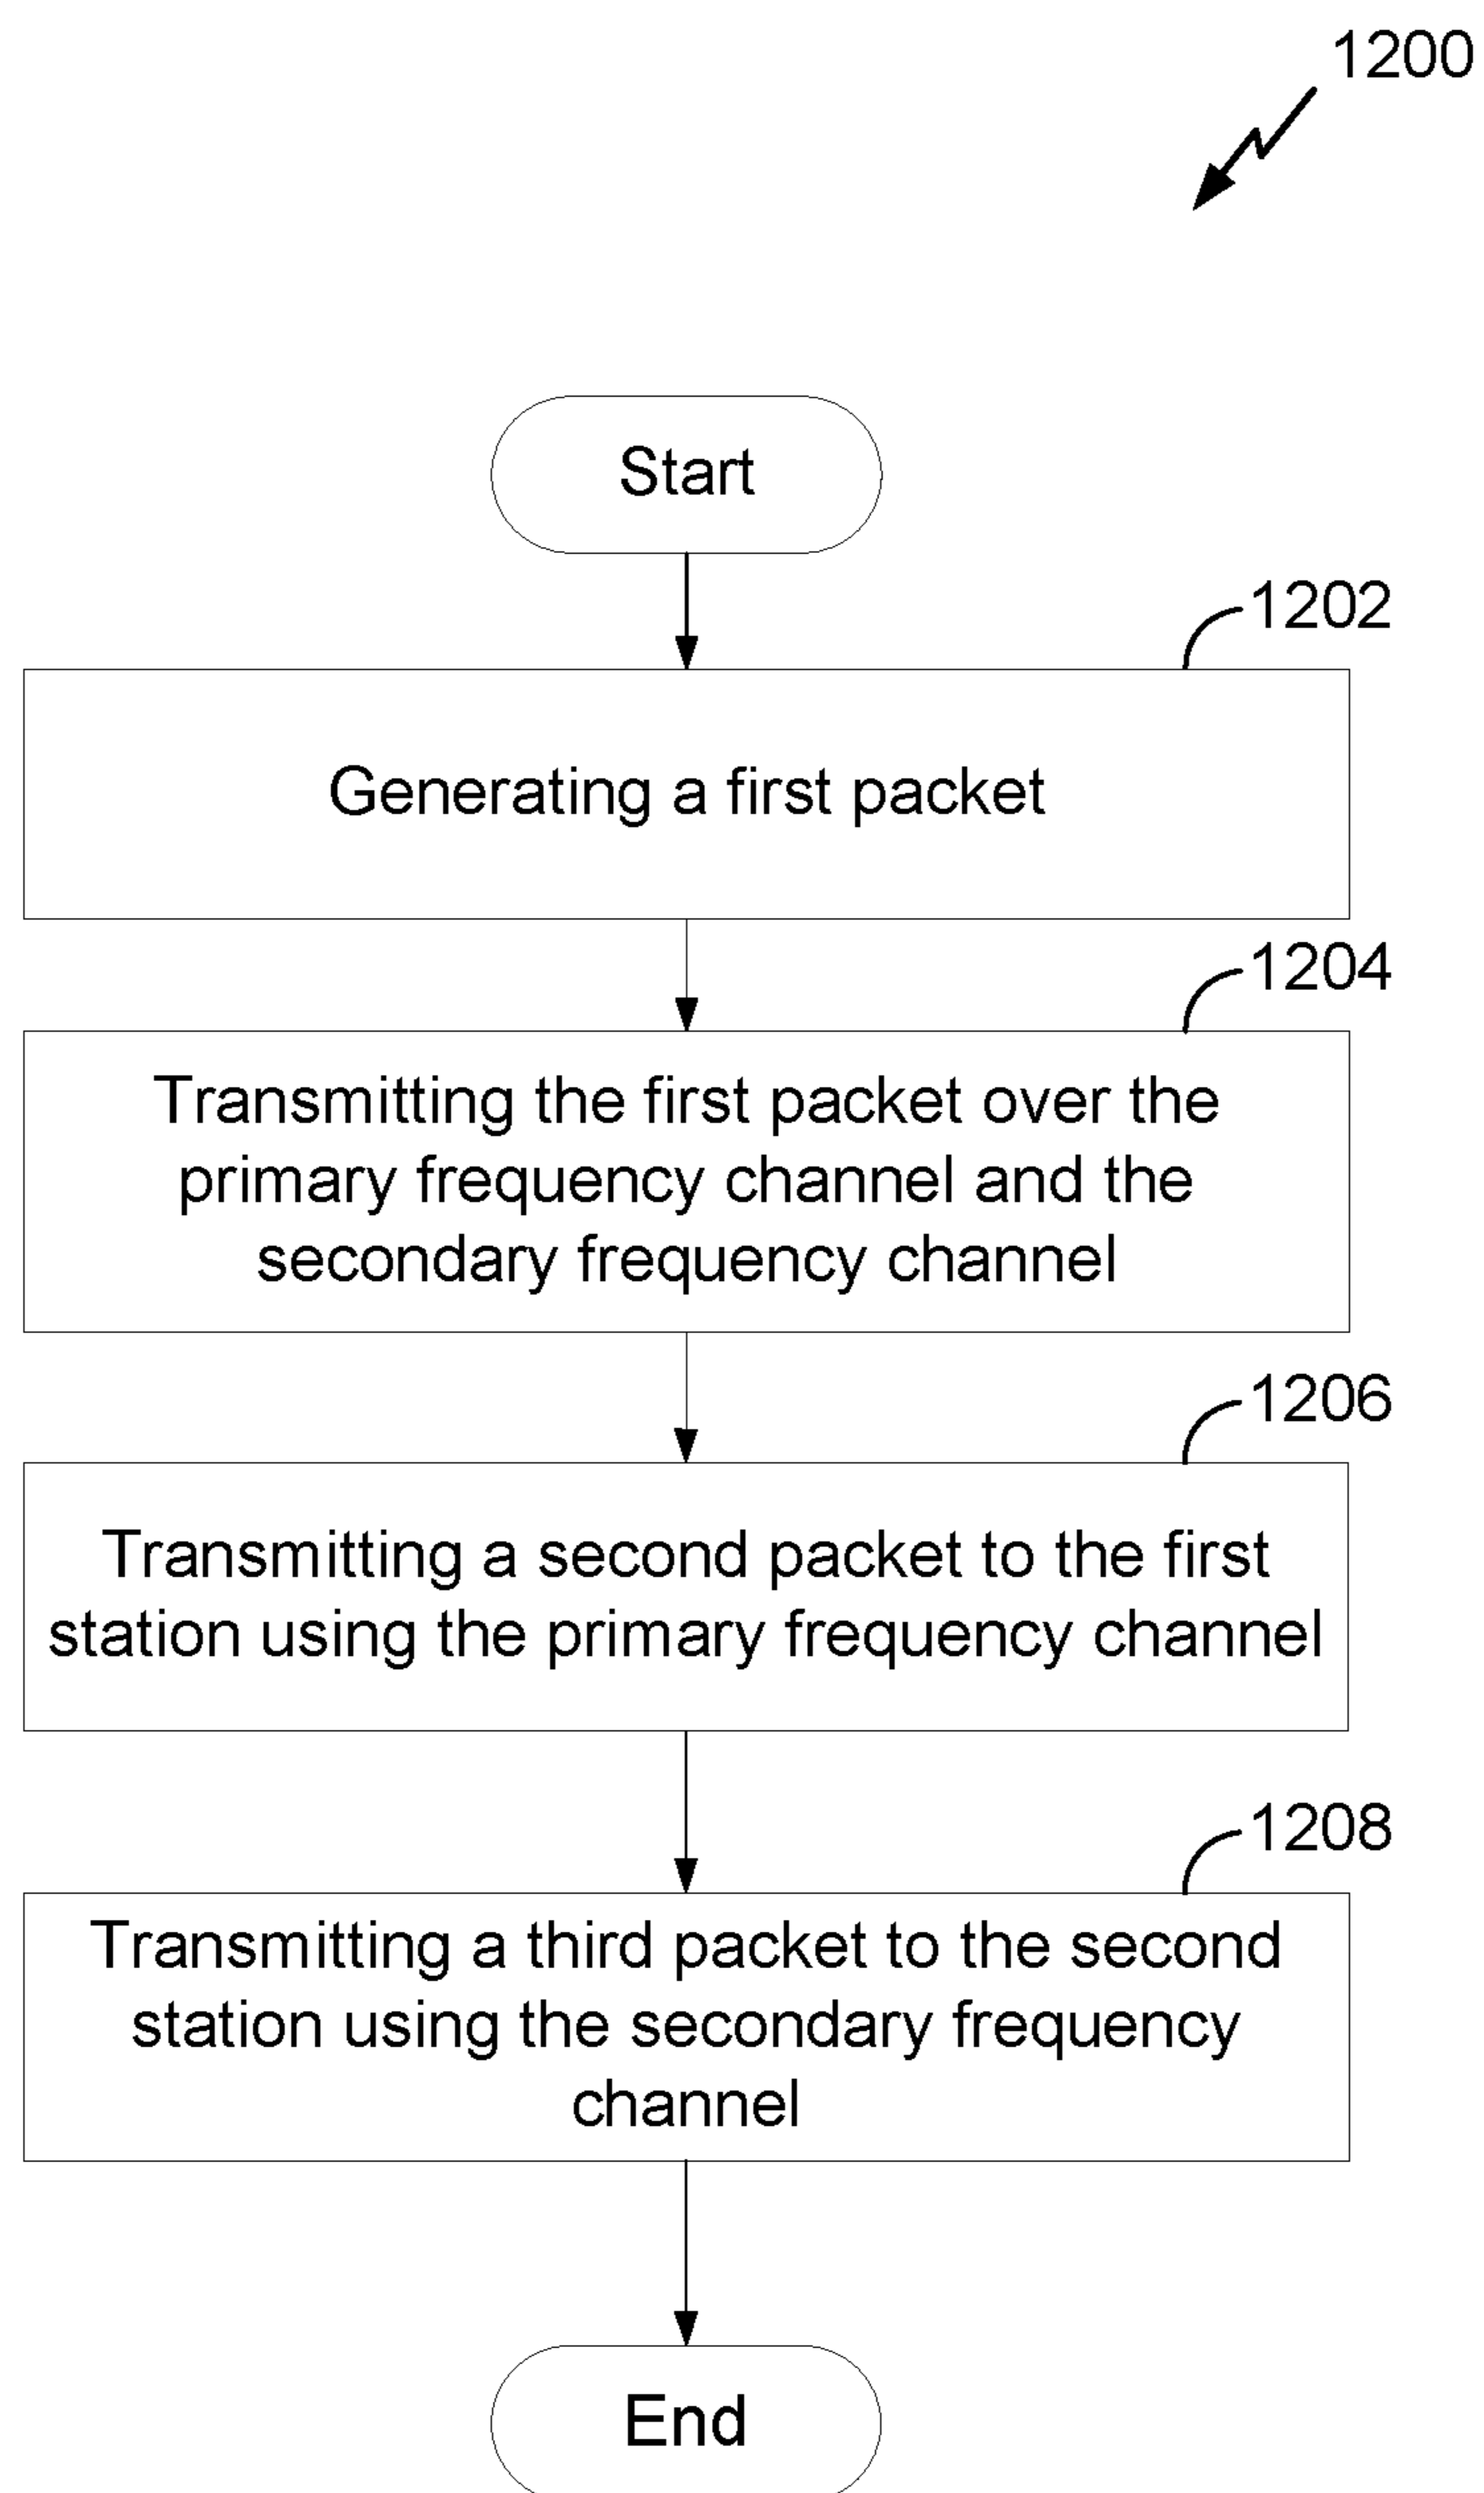 1200
Start
1202
Generating a first packet
1204
Transmitting the first packet over the
primary frequency channel and the
secondary frequency channel
1206
Transmitting a second packet to the first
station using the primary frequency channel
1208
Transmitting a third packet to the second
station using the secondary frequency
channel
End